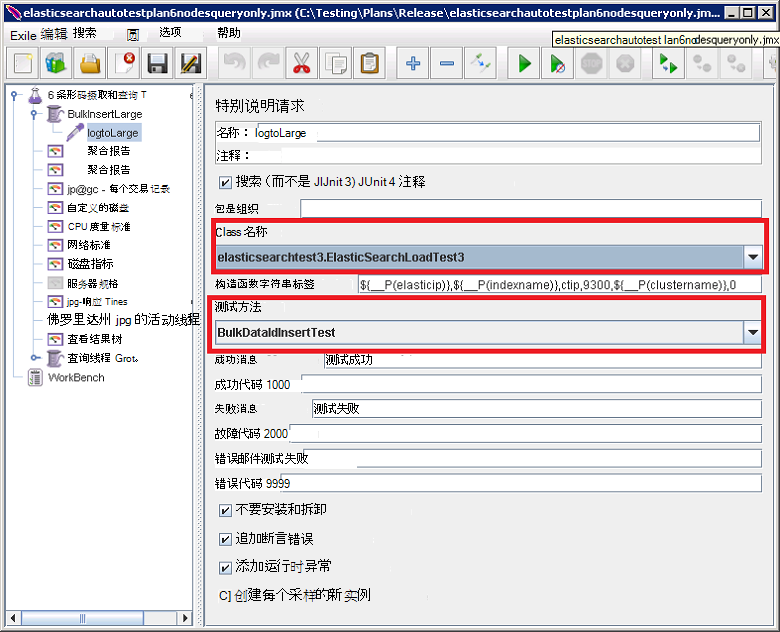 elasticsearchautotestplan6nodesqueryonly.jmx (C:\Testing\Plans\Release\elasticsearchautotestplan6nodesqueryonly.jm...
Exile 编辑 搜索 图 选项 帮助
elasticsearchautotest lan6nodesqueryonly.jmx
6 条形码摄取和查询 T
BulkInsertLarge
logtoLarge
聚合报告
聚合报告
jp@gc - 每个交易记录
自定义的磁盘
CPU 度量标准
网络标准
磁盘指标
服务器规格
jpg-响应 Tines
佛罗里达州 jpg 的活动线程
查看结果树
查询线程 Grot。
WorkBench
特别说明请求
名称： logtoLarge
注释：
搜索（而不是 JIJnit 3) JUnit 4 注释
包是组织
Class 名称
elasticsearchtest3.ElasticSearchLoadTest3
构造函数字符串标签 ${__P(elasticip)},${__P(indexname)},ctip,9300,${__P(clustername)},0
测试方法
BulkDataIdInsertTest
成功消息 测试成功
成功代码 1000
失败消息 测试失败
故障代码 2000
错误邮件测试失败
错误代码 9999
不要安装和拆卸
追加断言错误
添加运行时异常
C] 创建每个采样的新实例